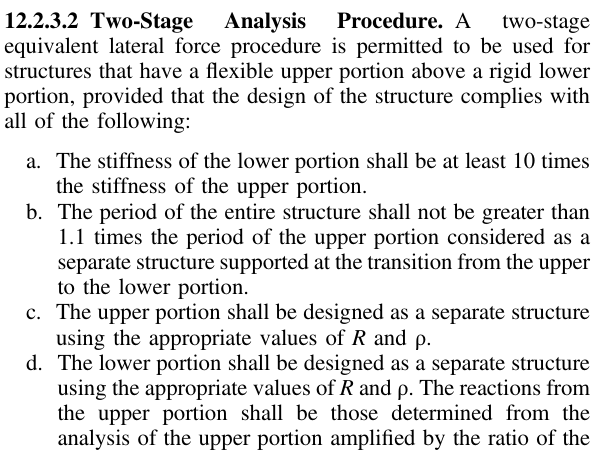 12.2.3.2 Two-Stage Analysis Procedure. A two-stage
equivalent lateral force procedure is permitted to be used for
structures that have a flexible upper portion above a rigid lower
portion, provided that the design of the structure complies with
all of the following:
a. The stiffness of the lower portion shall be at least 10 times
the stiffness of the upper portion.
b. The period of the entire structure shall not be greater than
1.1 times the period of the upper portion considered as a
separate structure supported at the transition from the upper
to the lower portion.
c. The upper portion shall be designed as a separate structure
using the appropriate values of R and ρ.
d. The lower portion shall be designed as a separate structure
using the appropriate values of R and ρ. The reactions from
the upper portion shall be those determined from the
analysis of the upper portion amplified by the ratio of the